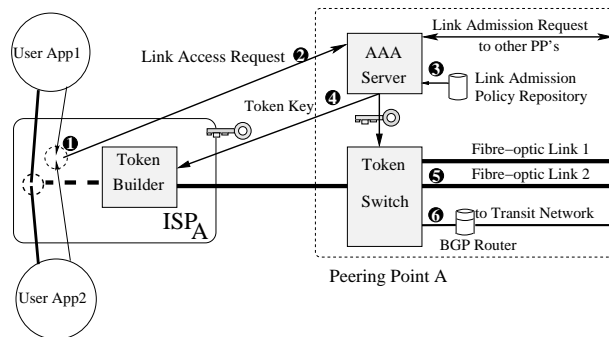 User App1
Link Access Request
2
AAA
Server
Link Admission Request
to other PP's
3
Link Admission
Policy Repository
Token Key
4
1
Token
Builder
ISP A
Token
Switch
Fibre-optic Link 1
5
Fibre-optic Link 2
6
to Transit Network
BGP Router
User App2
Peering Point A